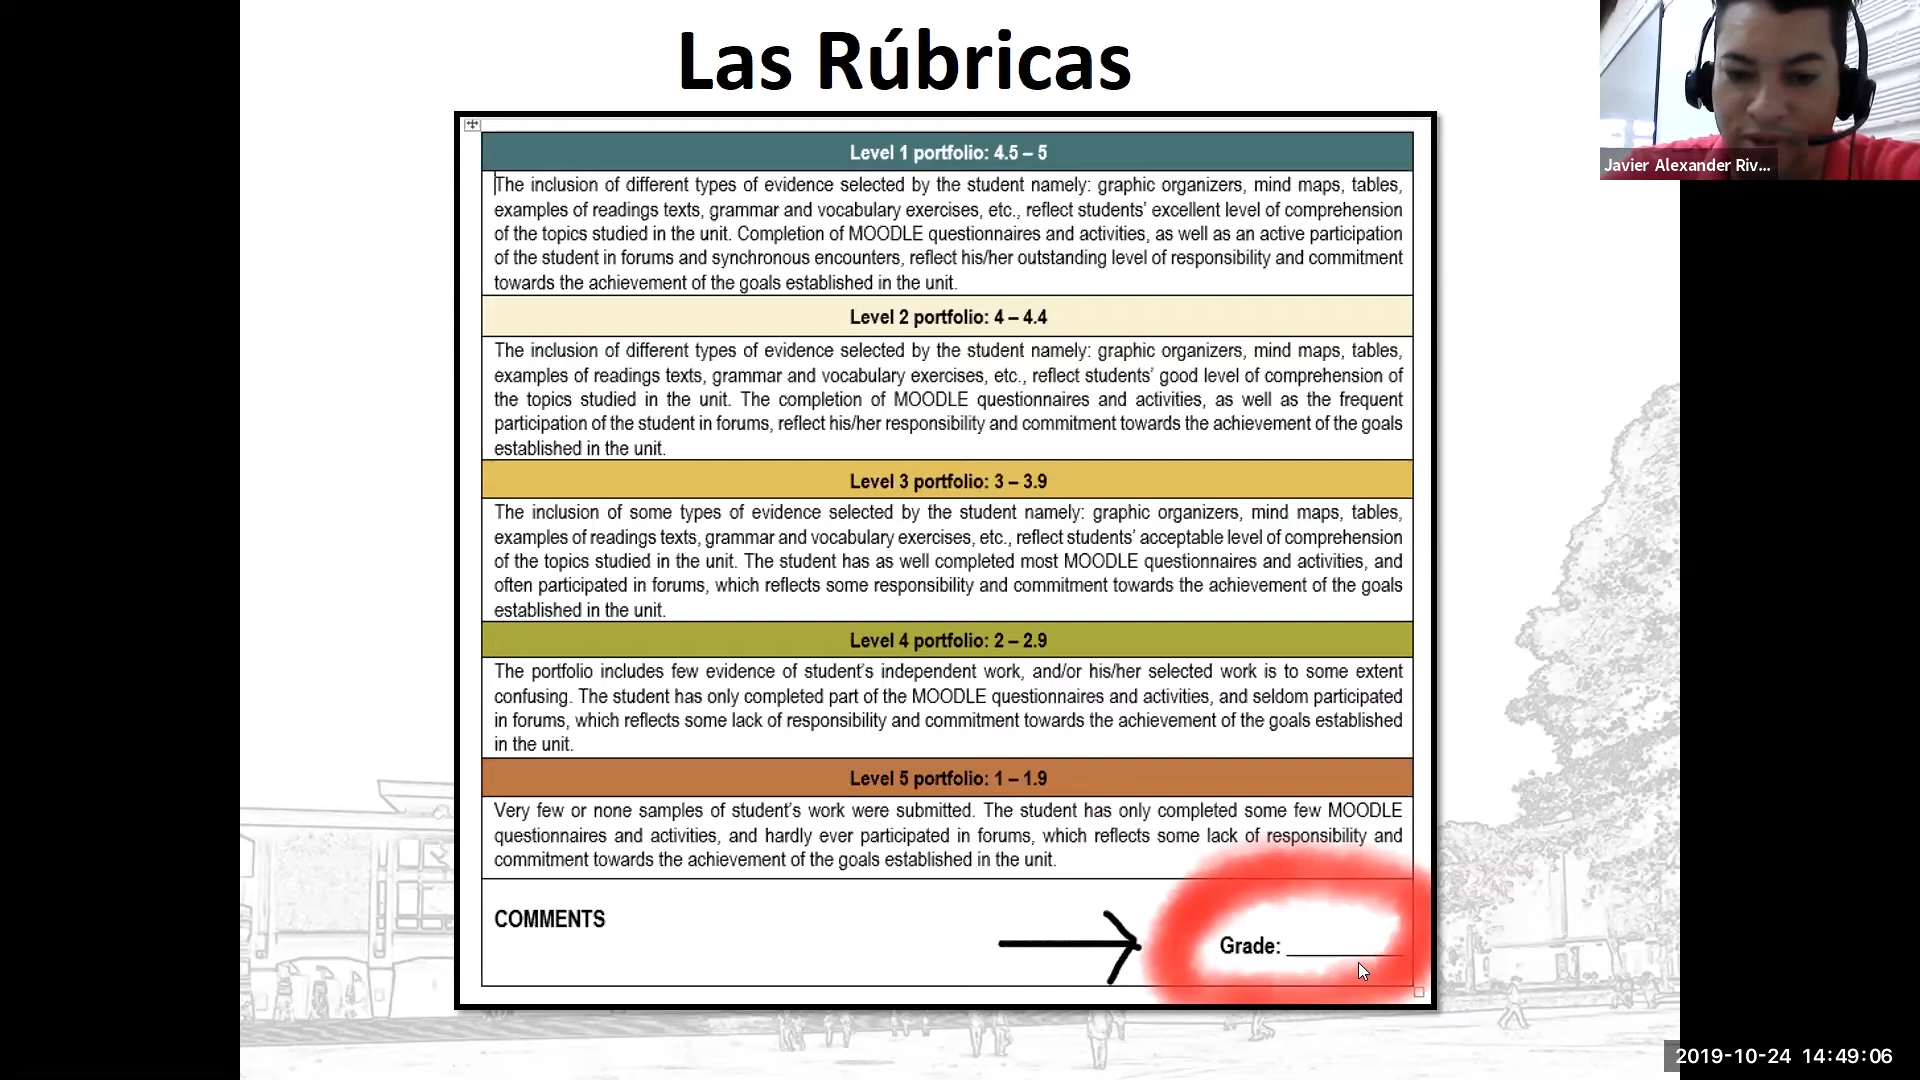 Las Rúbricas
Level 1 portfolio: 4.5 – 5
The inclusion of different types of evidence selected by the student namely: graphic organizers, mind maps, tables,
examples of readings texts, grammar and vocabulary exercises, etc., reflect students’ excellent level of comprehension
of the topics studied in the unit. Completion of MOODLE questionnaires and activities, as well as an active participation
of the student in forums and synchronous encounters, reflect his/her outstanding level of responsibility and commitment
towards the achievement of the goals established in the unit.
Level 2 portfolio: 4 – 4.4
The inclusion of different types of evidence selected by the student namely: graphic organizers, mind maps, tables,
examples of readings texts, grammar and vocabulary exercises, etc., reflect students’ good level of comprehension of
the topics studied in the unit. The completion of MOODLE questionnaires and activities, as well as the frequent
participation of the student in forums, reflect his/her responsibility and commitment towards the achievement of the goals
established in the unit.
Level 3 portfolio: 3 – 3.9
The inclusion of some types of evidence selected by the student namely: graphic organizers, mind maps, tables,
examples of readings texts, grammar and vocabulary exercises, etc., reflect students’ acceptable level of comprehension
of the topics studied in the unit. The student has as well completed most MOODLE questionnaires and activities, and
often participated in forums, which reflects some responsibility and commitment towards the achievement of the goals
established in the unit.
Level 4 portfolio: 2 – 2.9
The portfolio includes few evidence of student’s independent work, and/or his/her selected work is to some extent
confusing. The student has only completed part of the MOODLE questionnaires and activities, and seldom participated
in forums, which reflects some lack of responsibility and commitment towards the achievement of the goals established
in the unit.
Level 5 portfolio: 1 – 1.9
Very few or none samples of student’s work were submitted. The student has only completed some few MOODLE
questionnaires and activities, and hardly ever participated in forums, which reflects some lack of responsibility and
commitment towards the achievement of the goals established in the unit.
COMMENTS
Grade: ___________
Javier Alexander Riv...
2019-10-24 14:49:06